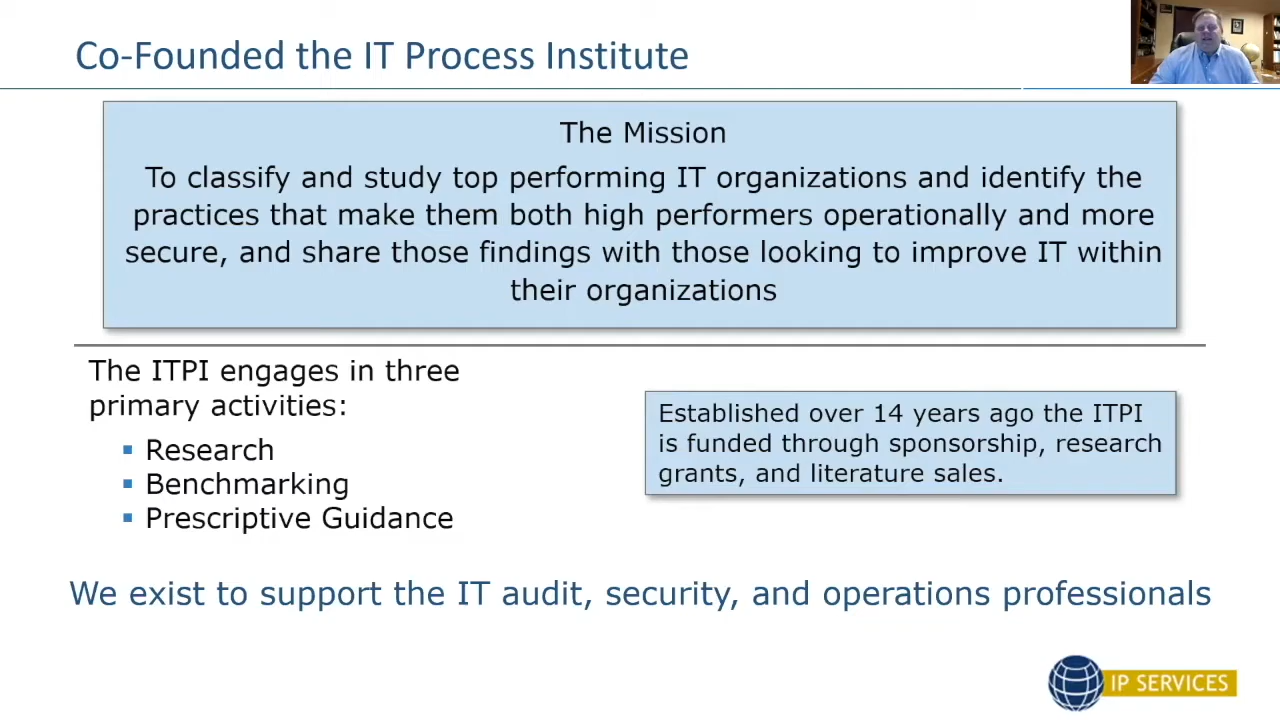 Co-Founded the IT Process Institute
The Mission
To classify and study top performing IT organizations and identify the
practices that make them both high performers operationally and more
secure, and share those findings with those looking to improve IT within
their organizations
The ITPI engages in three
primary activities:
Research
Benchmarking
Prescriptive Guidance
Established over 14 years ago the ITPI
is funded through sponsorship, research
grants, and literature sales.
We exist to support the IT audit, security, and operations professionals
IP SERVICES